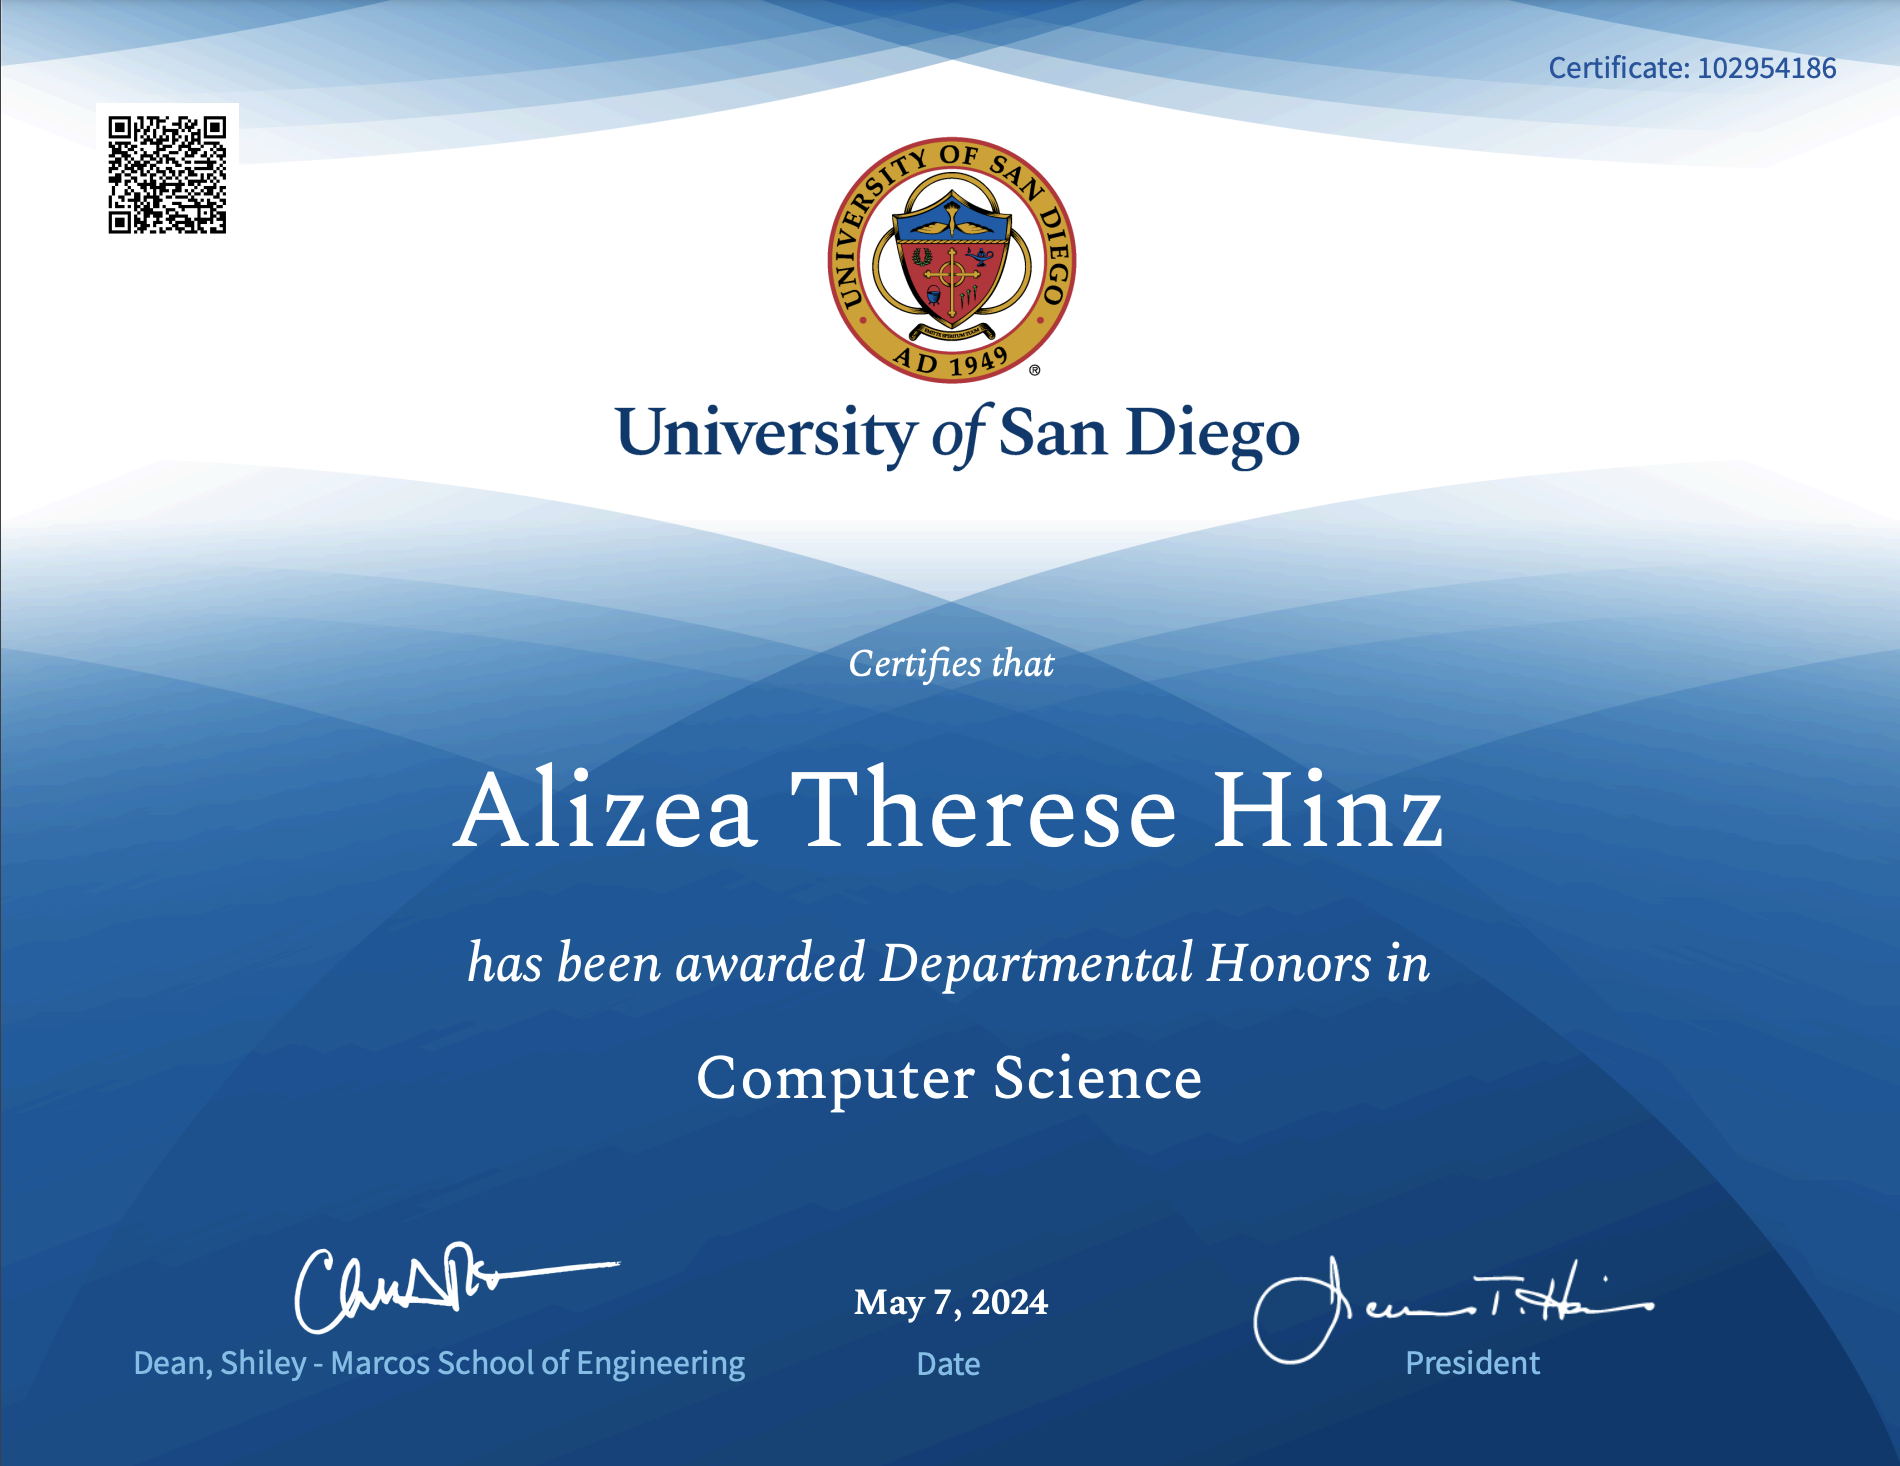 Certificate: 102954186
UNIVERSITY OF SAN DIEGO
AD 1949
®
University of San Diego
Certifies that
Alizea Therese Hinz
has been awarded Departmental Honors in
Computer Science
May 7, 2024
Dean, Shiley - Marcos School of Engineering
Date
President